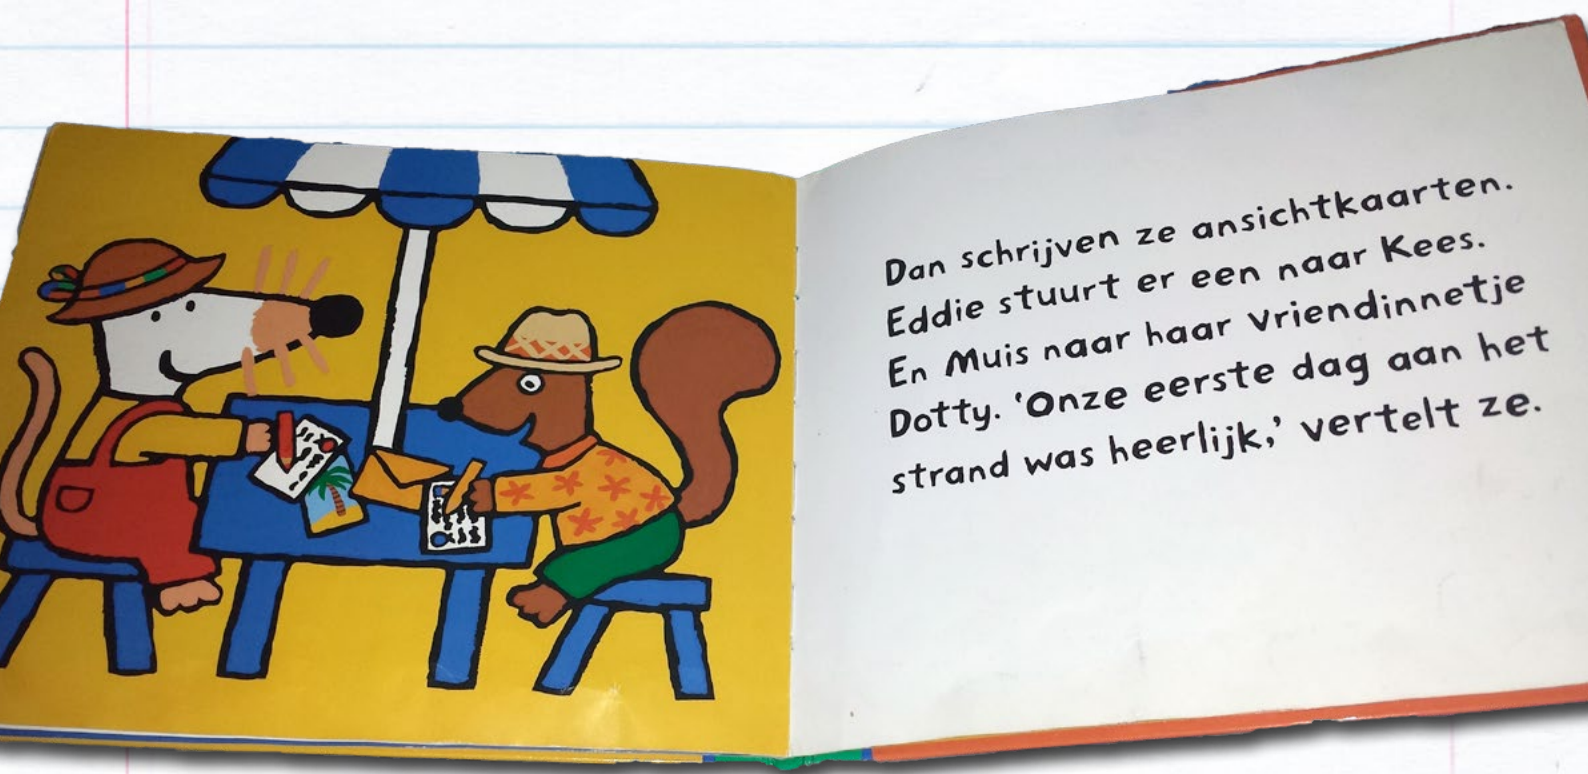 Dan schrijven ze ansichtkaarten.
Eddie stuurt er een naar Kees.
En Muis naar haar vriendinnetje
Dotty. ‘Onze eerste dag aan het
strand was heerlijk,’ vertelt ze.